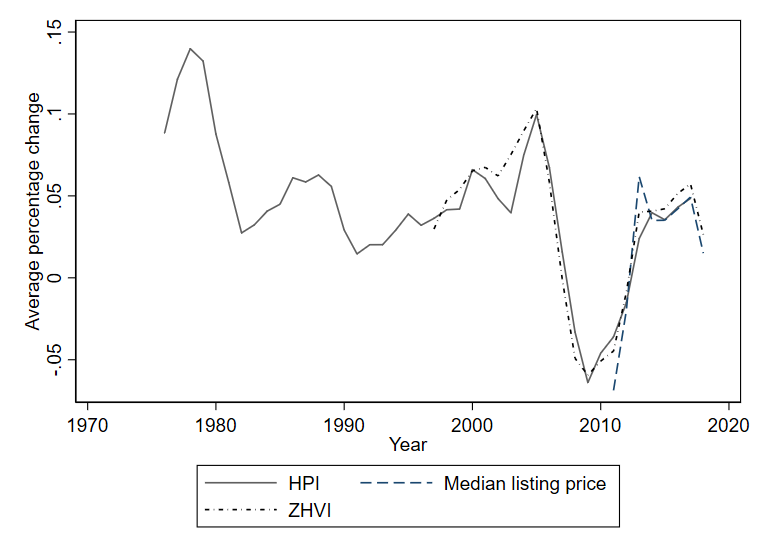 Average percentage change
.15
.1
.05
0
-.05
1970 1980 1990 2000 2010 2020
Year
HPI Median listing price
ZHVI